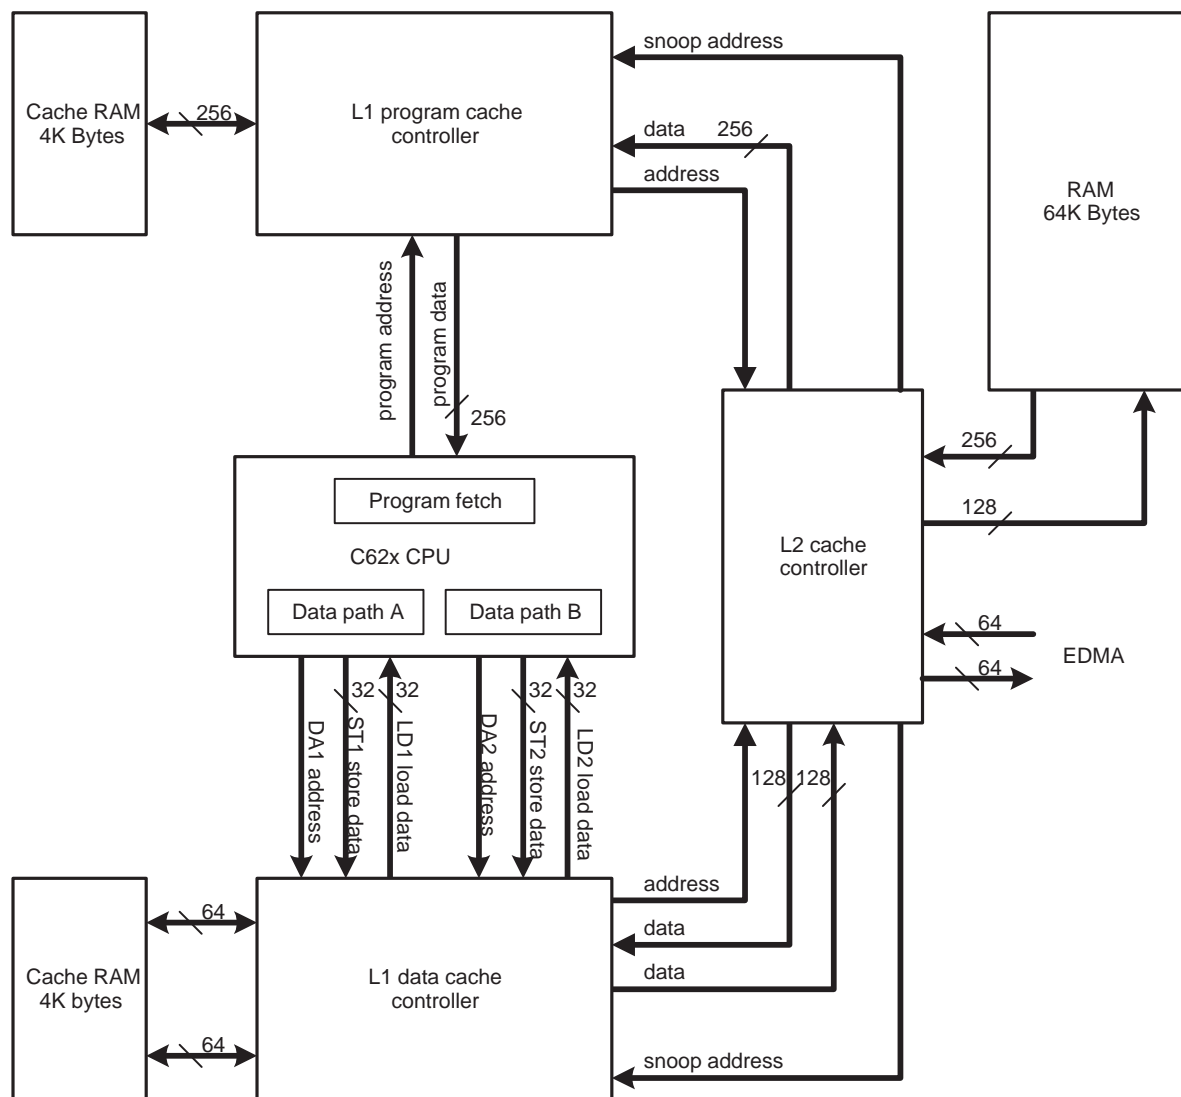 snoop address
Cache RAM
4K Bytes
256
L1 program cache
controller
data
256
address
RAM
64K Bytes
program address
program data
256
256
128
Program fetch
C62x CPU
L2 cache
controller
Data path A
Data path B
64
64
EDMA
32
32
32
32
DA1 address
ST1 store data
LD1 load data
DA2 address
ST2 store data
LD2 load data
128
128
address
data
data
snoop address
64
Cache RAM
4K bytes
64
L1 data cache
controller